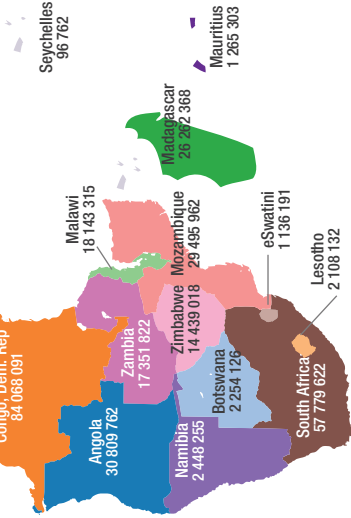 Congo, Dem. Rep
84 068 091
Seychelles
96 762
Mauritius
1 265 303
Madagascar
26 262 368
Malawi
18 143 315
Angola
30 809 762
Zambia
17 351 822
Mozambique
29 495 962
Zimbabwe
14 439 018
Namibia
2 448 255
Botswana
2 254 126
eSwatini
1 136 191
Lesotho
2 108 132
South Africa
57 779 622